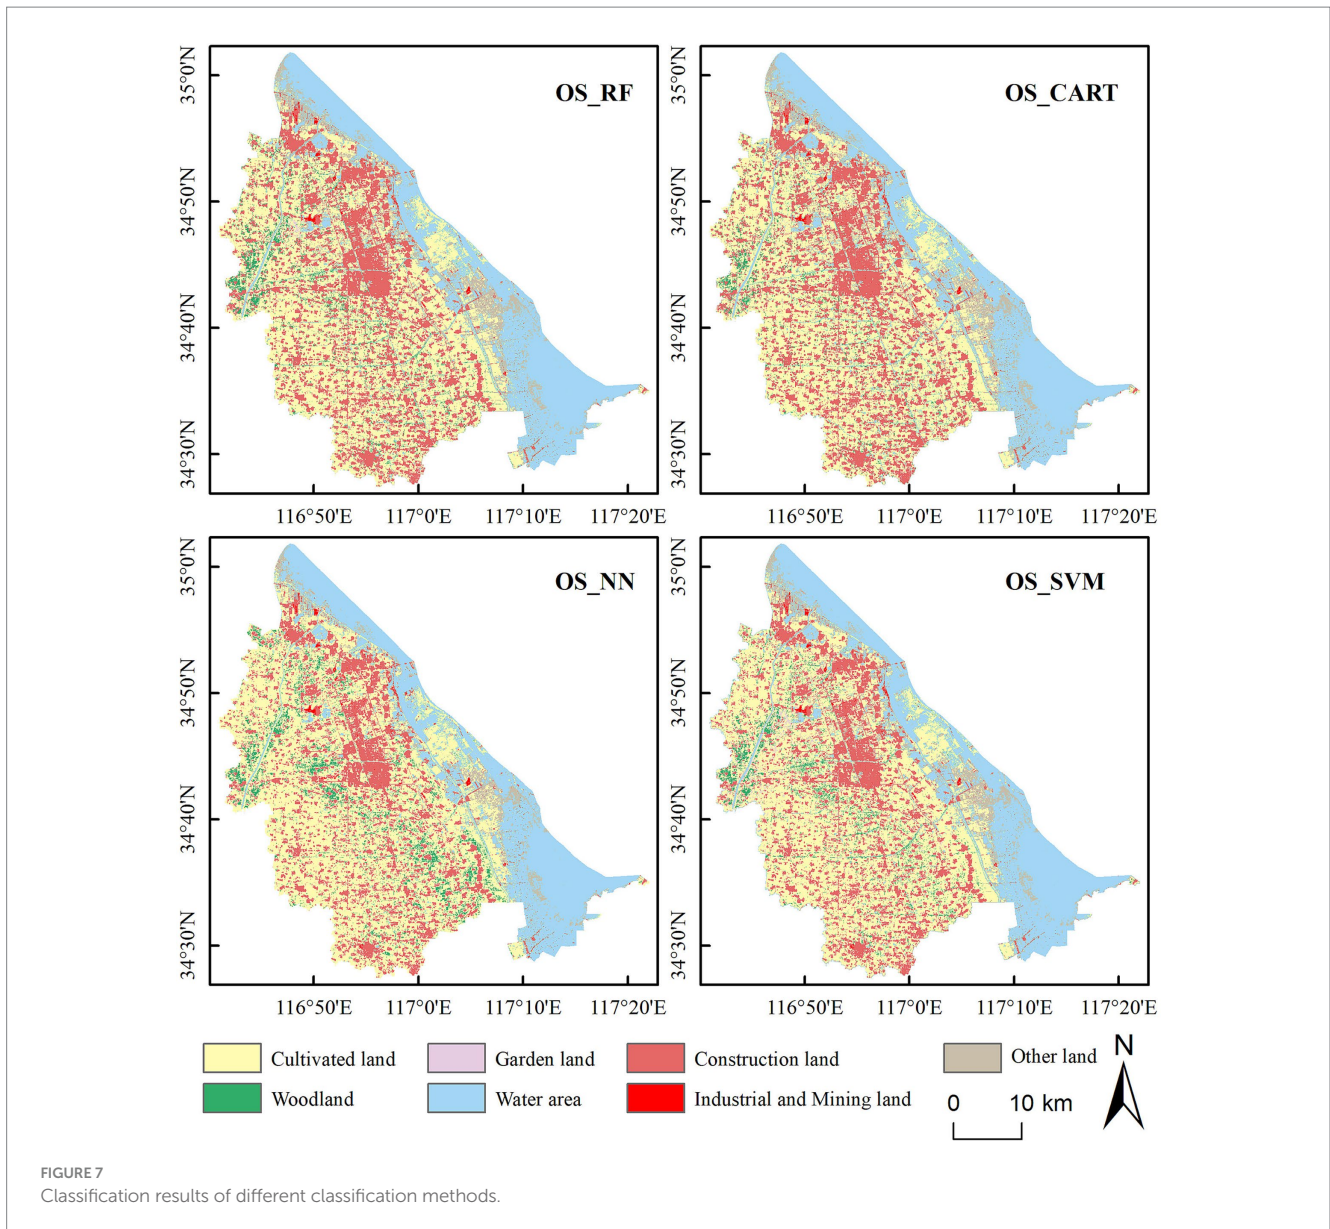 OS_RF
35°0'N
34°50'N
34°40'N
34°30'N
116°50'E 117°0'E 117°10'E 117°20'E
OS_CART
35°0'N
34°50'N
34°40'N
34°30'N
116°50'E 117°0'E 117°10'E 117°20'E
OS_NN
35°0'N
34°50'N
34°40'N
34°30'N
116°50'E 117°0'E 117°10'E 117°20'E
OS_SVM
35°0'N
34°50'N
34°40'N
34°30'N
116°50'E 117°0'E 117°10'E 117°20'E
Cultivated land Garden land Construction land Other land
Woodland Water area Industrial and Mining land
0 10 km
N
FIGURE 7
Classification results of different classification methods.